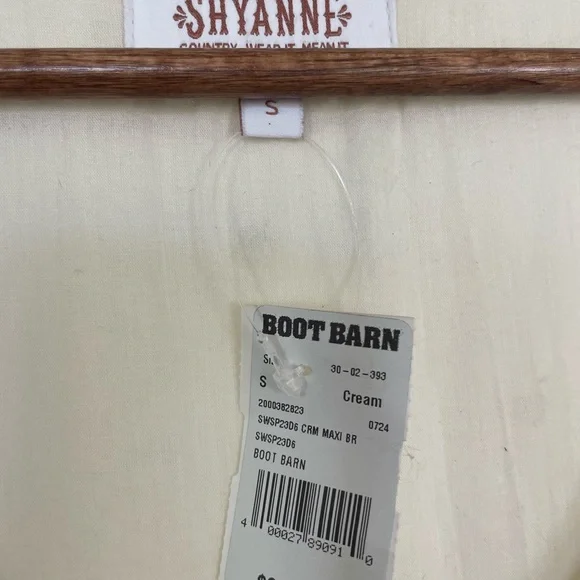 SHYANNE
COUNTRY. WEAR IT. MEAN IT.
S
BOOT BARN
30-02-393
S Cream
2000382823 0724
SWSP23D6 CRM MAXI BR
SWSP23D6
BOOT BARN
4 00027 89091 0